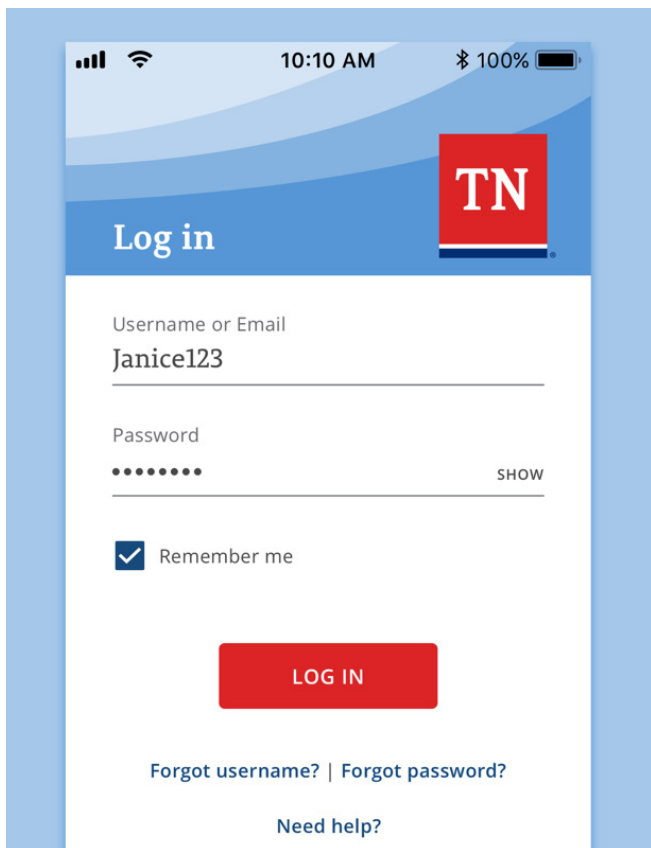 10:10 AM 100%
TN
Log in
Username or Email
Janice123
Password
•••••••• SHOW
Remember me
LOG IN
Forgot username? | Forgot password?
Need help?